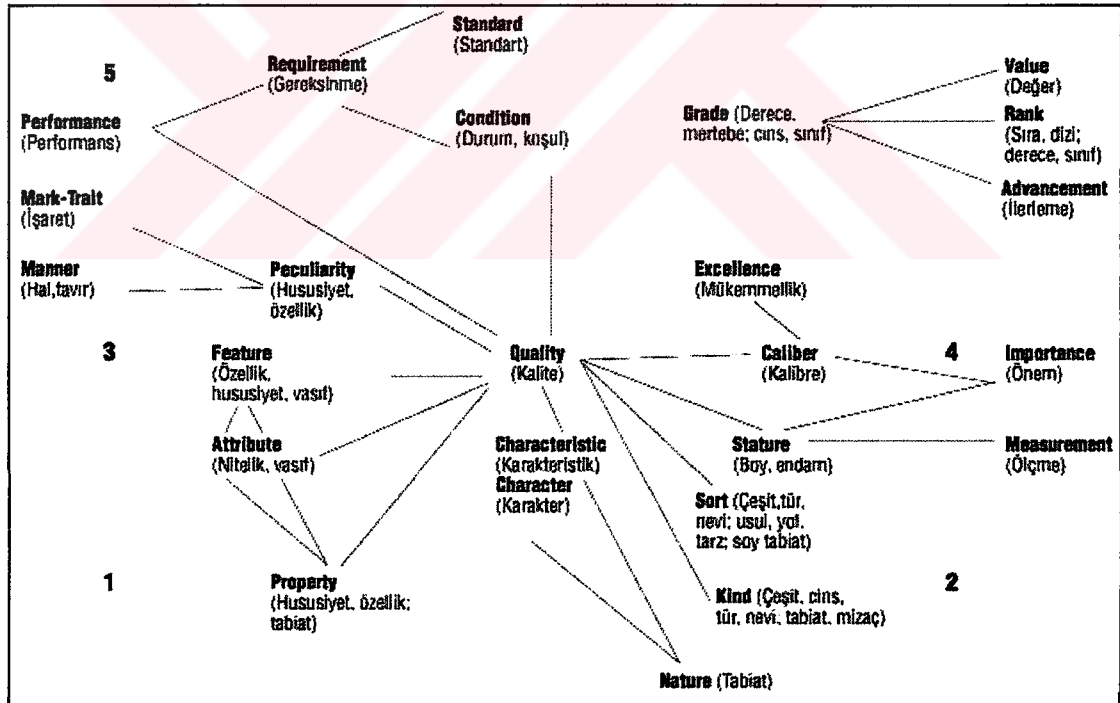 Standard
(Standart)
5
Requirement
(Gereksinme)
Value
(Değer)
Performance
(Performans)
Condition
(Durum, koşul)
Grade (Derece,
mertebe; cins, sınıf)
Rank
(Sıra, dizi;
derece, sınıf)
Mark-Trait
(İşaret)
Advancement
(İlerleme)
Manner
(Hal,tavır)
Peculiarity
(Hususiyet,
özellik)
Excellence
(Mükemmellik)
3
Feature
(Özellik,
hususiyet, vasıf)
Quality
(Kalite)
Caliber
(Kalibre)
4
Importance
(Önem)
Attribute
(Nitelik, vasıf)
Characteristic
(Karakteristik)
Character
(Karakter)
Stature
(Boy, endam)
Measurement
(Ölçme)
Sort (Çeşit,tür,
nevi; usul, yol,
tarz; soy tabiat)
1
Property
(Hususiyet, özellik;
tabiat)
Kind (Çeşit, cins,
tür, nevi, tabiat, mizaç)
2
Nature (Tabiat)